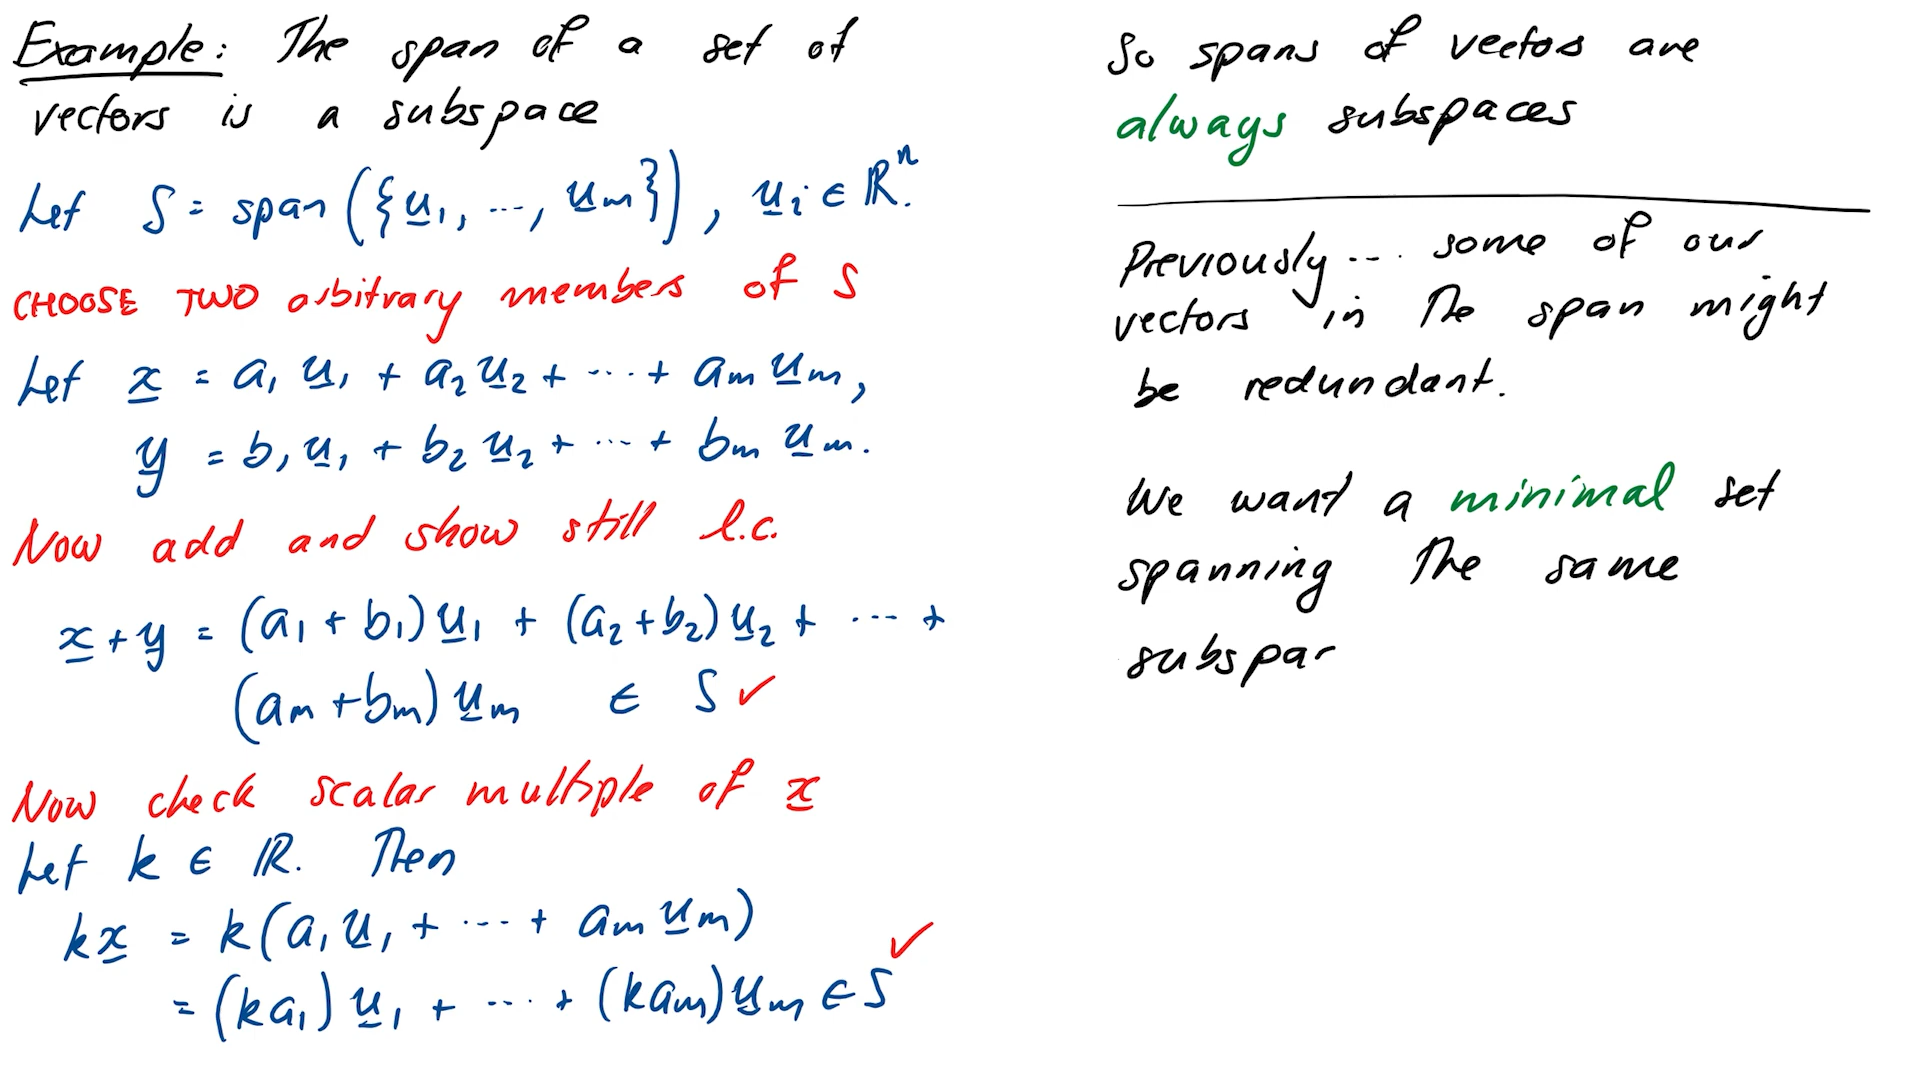 Example: The span of a set of
vectors is a subspace
Let S = span({u₁, ..., uₘ}), uᵢ ∈ ℝⁿ.
CHOOSE TWO arbitrary members of S
Let x = a₁u₁ + a₂u₂ + ... + aₘuₘ,
y = b₁u₁ + b₂u₂ + ... + bₘuₘ.
Now add and show still l.c.
x + y = (a₁ + b₁)u₁ + (a₂ + b₂)u₂ + ... +
(aₘ + bₘ)uₘ ∈ S ✓
Now check scalar multiple of x
Let k ∈ ℝ. Then
kx = k(a₁u₁ + ... + aₘuₘ)
= (ka₁)u₁ + ... + (kaₘ)uₘ ∈ S ✓
So spans of vectors are
always subspaces
Previously ... some of our
vectors in the span might
be redundant.
We want a minimal set
spanning the same
subspac